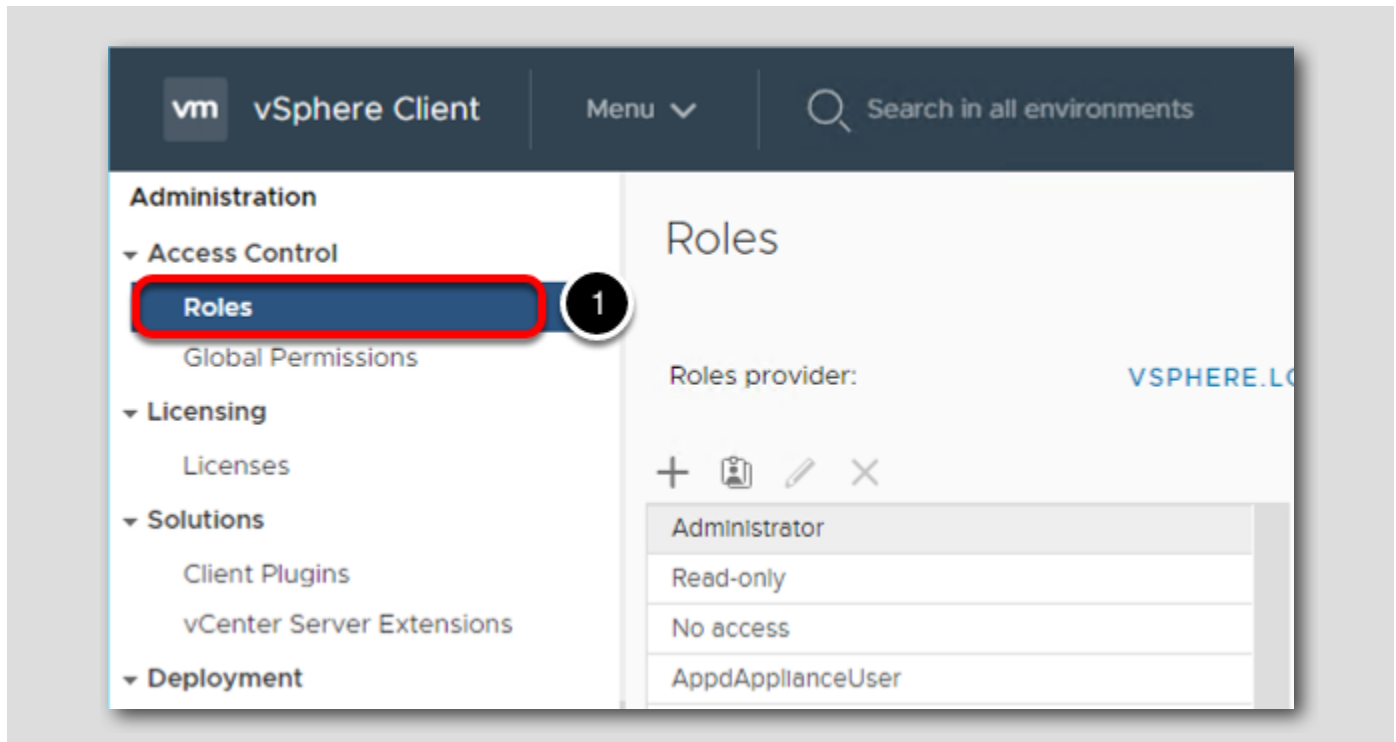 vm vSphere Client Menu Search in all environments
Administration
Access Control
Roles
1
Global Permissions
Licensing
Licenses
Solutions
Client Plugins
vCenter Server Extensions
Deployment
Roles
Roles provider: VSPHERE.LO
Administrator
Read-only
No access
AppdApplianceUser